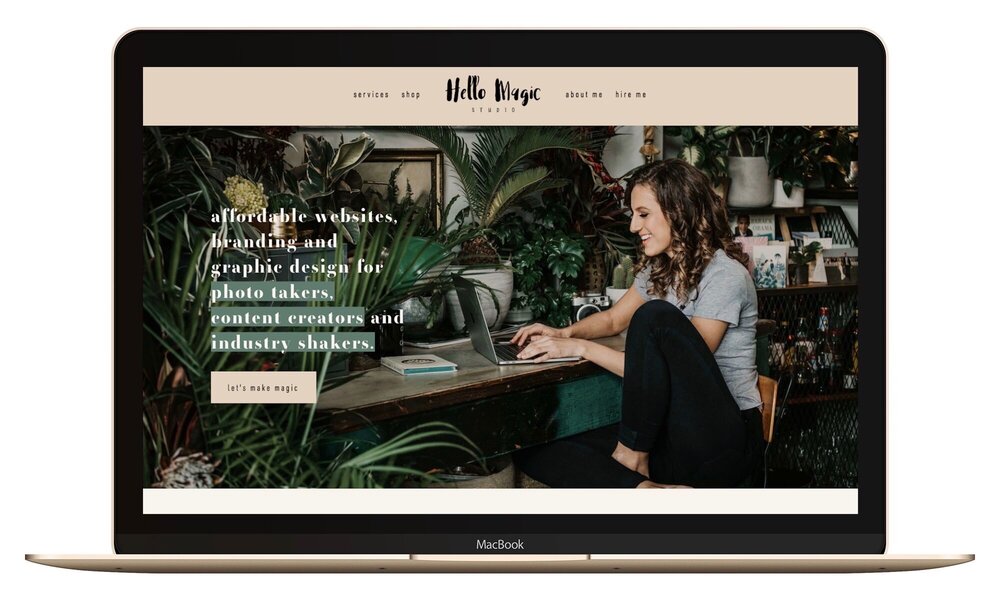 services shop
Hello Magic
STUDIO
about me hire me
affordable websites,
branding and
graphic design for
photo takers,
content creators and
industry shakers.
let's make magic
MacBook